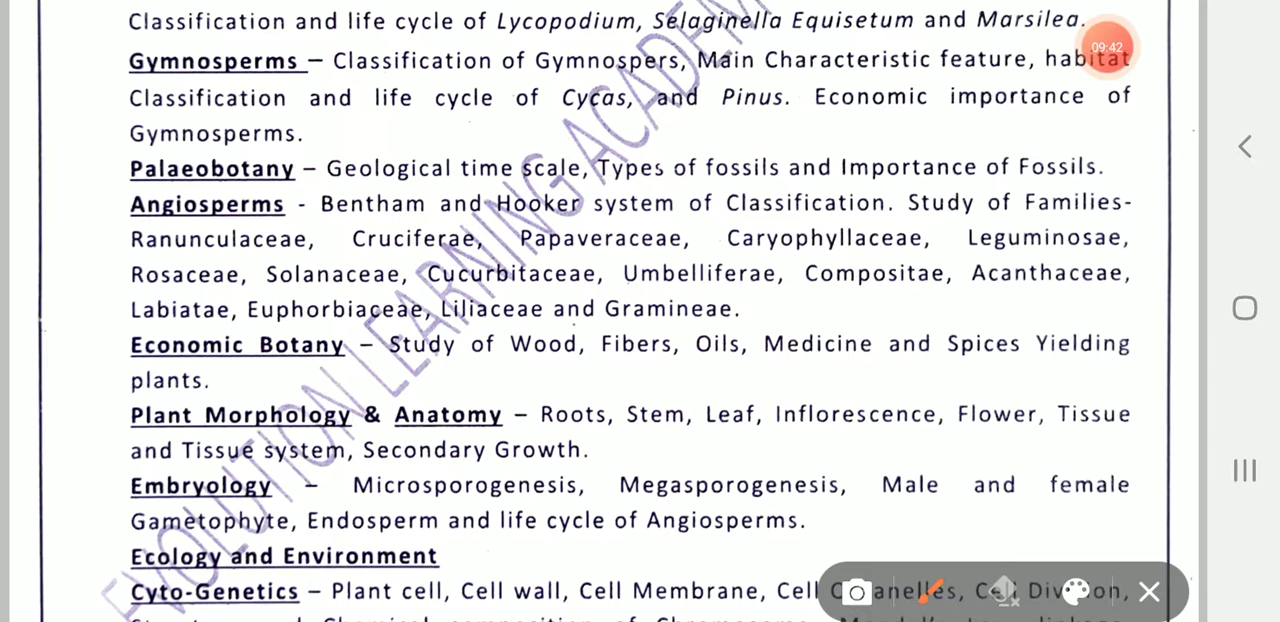 Classification and life cycle of Lycopodium, Selaginella Equisetum and Marsilea.
09:42
Gymnosperms – Classification of Gymnospers, Main Characteristic feature, habitat
Classification and life cycle of Cycas, and Pinus. Economic importance of
Gymnosperms.
Palaeobotany – Geological time scale, Types of fossils and Importance of Fossils.
Angiosperms - Bentham and Hooker system of Classification. Study of Families-
Ranunculaceae, Cruciferae, Papaveraceae, Caryophyllaceae, Leguminosae,
Rosaceae, Solanaceae, Cucurbitaceae, Umbelliferae, Compositae, Acanthaceae,
Labiatae, Euphorbiaceae, Liliaceae and Gramineae.
Economic Botany – Study of Wood, Fibers, Oils, Medicine and Spices Yielding
plants.
Plant Morphology & Anatomy – Roots, Stem, Leaf, Inflorescence, Flower, Tissue
and Tissue system, Secondary Growth.
Embryology – Microsporogenesis, Megasporogenesis, Male and female
Gametophyte, Endosperm and life cycle of Angiosperms.
Ecology and Environment
Cyto-Genetics – Plant cell, Cell wall, Cell Membrane, Cell
EVOLUTION LEARNING ACADEM